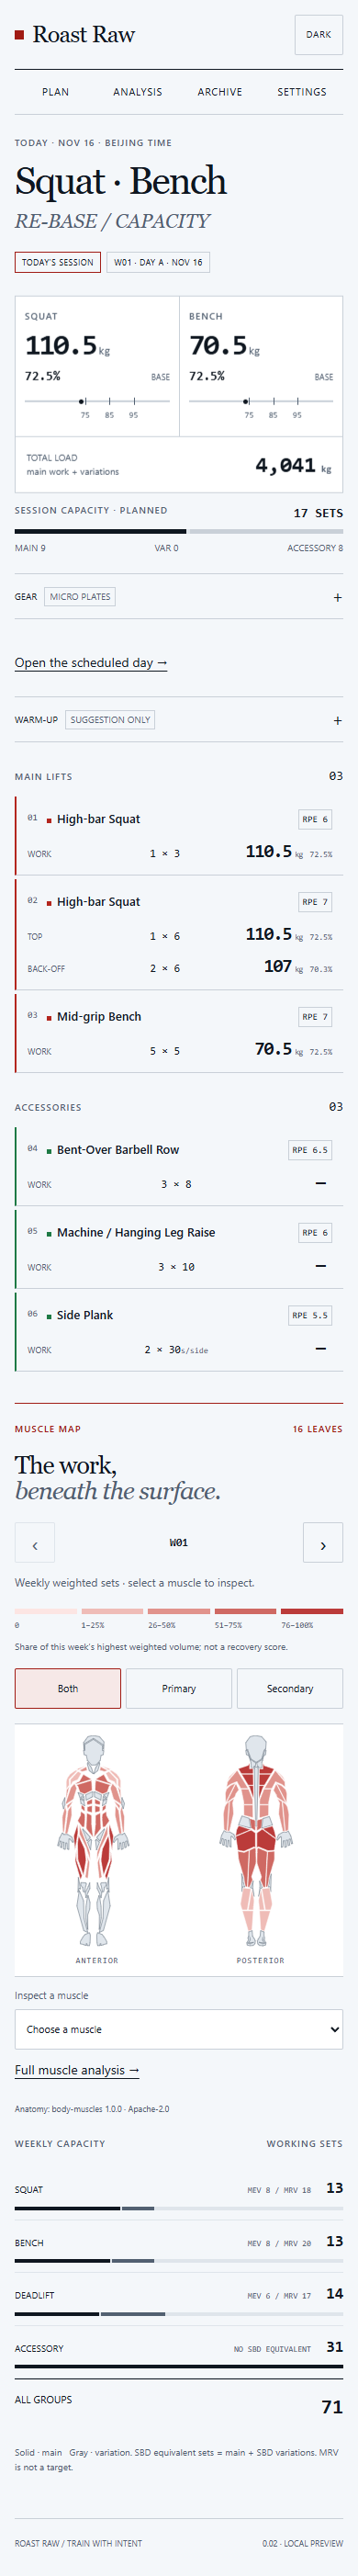 Roast Raw
DARK
PLAN ANALYSIS ARCHIVE SETTINGS
TODAY · NOV 16 · BEIJING TIME
Squat · Bench
RE-BASE / CAPACITY
TODAY'S SESSION W01 · DAY A · NOV 16
SQUAT
110.5 kg
72.5% BASE
75 85 95
BENCH
70.5 kg
72.5% BASE
75 85 95
TOTAL LOAD
main work + variations
4,041 kg
SESSION CAPACITY · PLANNED 17 SETS
MAIN 9 VAR 0 ACCESSORY 8
GEAR MICRO PLATES +
Open the scheduled day →
WARM-UP SUGGESTION ONLY +
MAIN LIFTS 03
01 High-bar Squat RPE 6
WORK 1 × 3 110.5 kg 72.5%
02 High-bar Squat RPE 7
TOP 1 × 6 110.5 kg 72.5%
BACK-OFF 2 × 6 107 kg 70.3%
03 Mid-grip Bench RPE 7
WORK 5 × 5 70.5 kg 72.5%
ACCESSORIES 03
04 Bent-Over Barbell Row RPE 6.5
WORK 3 × 8 —
05 Machine / Hanging Leg Raise RPE 6
WORK 3 × 10 —
06 Side Plank RPE 5.5
WORK 2 × 30s/side —
MUSCLE MAP 16 LEAVES
The work,
beneath the surface.
‹ W01 ›
Weekly weighted sets · select a muscle to inspect.
0 1–25% 26–50% 51–75% 76–100%
Share of this week's highest weighted volume; not a recovery score.
Both Primary Secondary
ANTERIOR POSTERIOR
Inspect a muscle
Choose a muscle
Full muscle analysis →
Anatomy: body-muscles 1.0.0 · Apache-2.0
WEEKLY CAPACITY WORKING SETS
SQUAT MEV 8 / MRV 18 13
BENCH MEV 8 / MRV 20 13
DEADLIFT MEV 6 / MRV 17 14
ACCESSORY NO SBD EQUIVALENT 31
ALL GROUPS 71
Solid · main Gray · variation. SBD equivalent sets = main + SBD variations. MRV
is not a target.
ROAST RAW / TRAIN WITH INTENT 0.02 · LOCAL PREVIEW